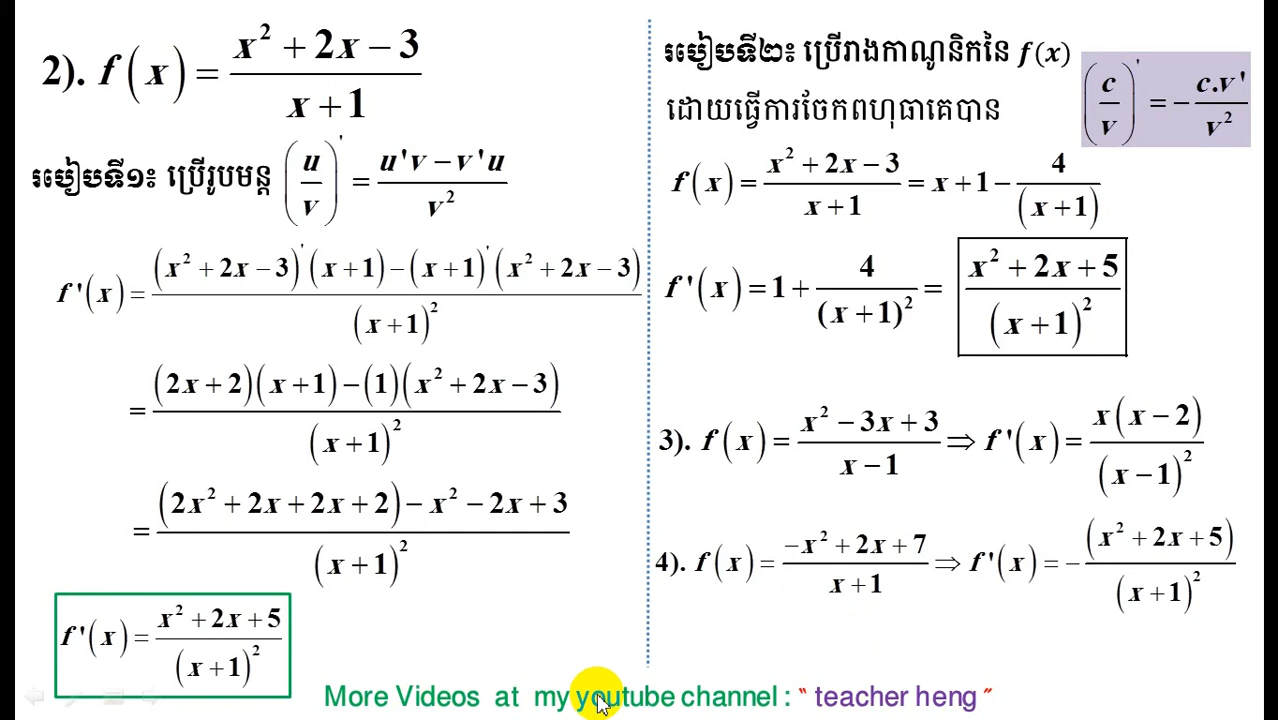 2). f(x) = (x² + 2x − 3)/(x + 1)
របៀបទី១៖ ប្រើរូបមន្ត (u/v)' = (u'v − v'u)/v²
f'(x) = ((x² + 2x − 3)'(x + 1) − (x + 1)'(x² + 2x − 3))/(x + 1)²
= ((2x + 2)(x + 1) − (1)(x² + 2x − 3))/(x + 1)²
= ((2x² + 2x + 2x + 2) − x² − 2x + 3)/(x + 1)²
f'(x) = (x² + 2x + 5)/(x + 1)²
របៀបទី២៖ ប្រើរាងកាណូនិកនៃ f(x)
(c/v)' = − c.v'/v²
ដោយធ្វើការចែកពហុធាគេបាន
f(x) = (x² + 2x − 3)/(x + 1) = x + 1 − 4/(x + 1)
f'(x) = 1 + 4/(x + 1)² = (x² + 2x + 5)/(x + 1)²
3). f(x) = (x² − 3x + 3)/(x − 1) ⇒ f'(x) = x(x − 2)/(x − 1)²
4). f(x) = (−x² + 2x + 7)/(x + 1) ⇒ f'(x) = − (x² + 2x + 5)/(x + 1)²
More Videos at my youtube channel : “ teacher heng ”